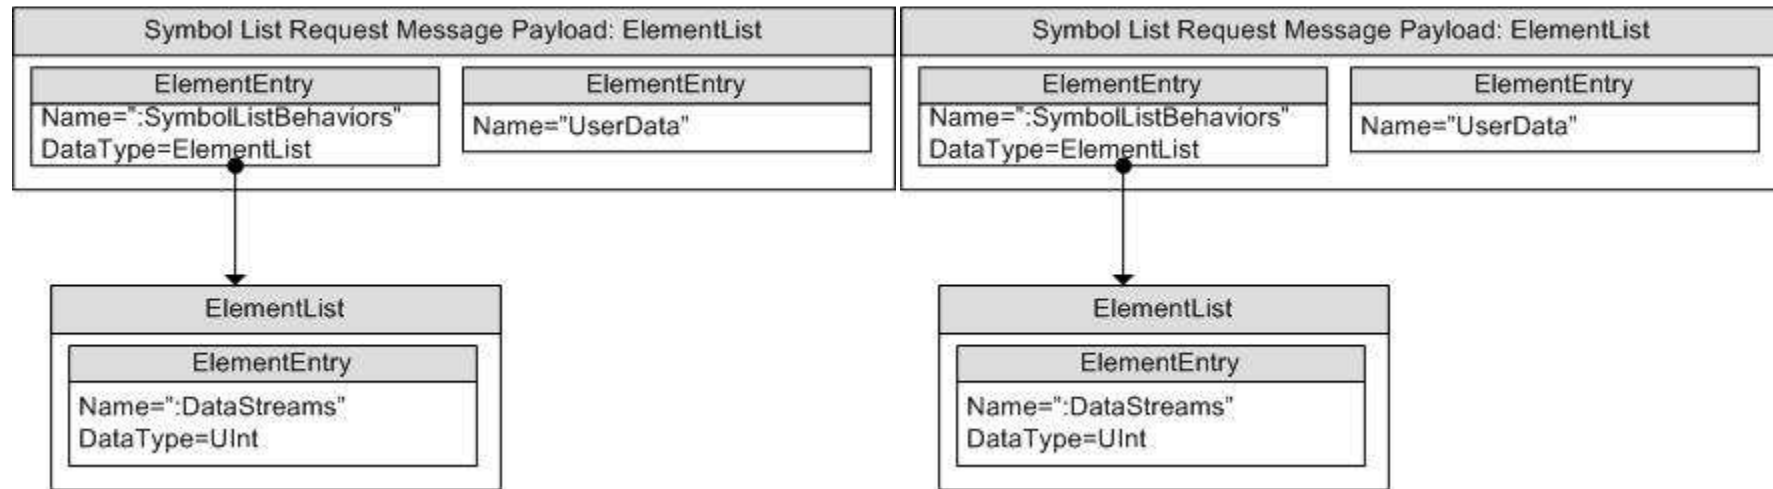 Symbol List Request Message Payload: ElementList
ElementEntry
Name=":SymbolListBehaviors"
DataType=ElementList
ElementEntry
Name="UserData"
ElementList
ElementEntry
Name=":DataStreams"
DataType=UInt
Symbol List Request Message Payload: ElementList
ElementEntry
Name=":SymbolListBehaviors"
DataType=ElementList
ElementEntry
Name="UserData"
ElementList
ElementEntry
Name=":DataStreams"
DataType=UInt